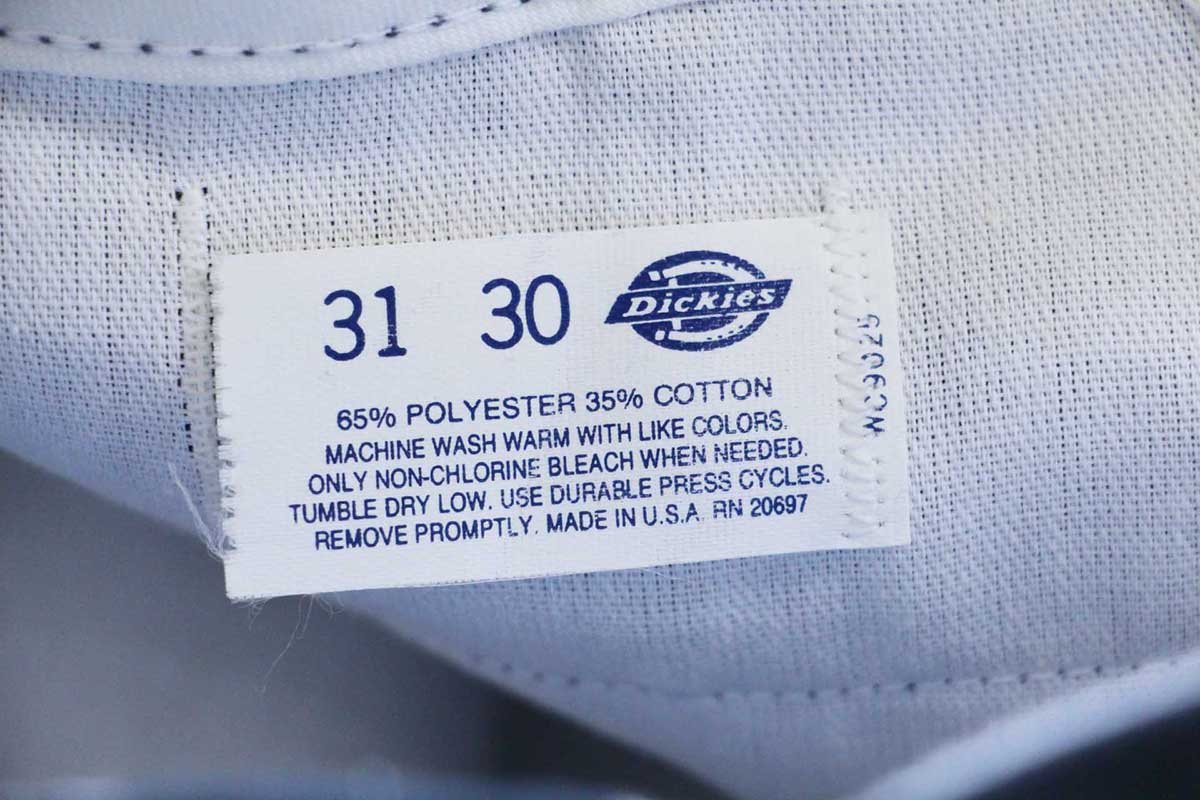 31 30 Dickies
65% POLYESTER 35% COTTON
MACHINE WASH WARM WITH LIKE COLORS.
ONLY NON-CHLORINE BLEACH WHEN NEEDED.
TUMBLE DRY LOW. USE DURABLE PRESS CYCLES.
REMOVE PROMPTLY. MADE IN U.S.A. RN 20697